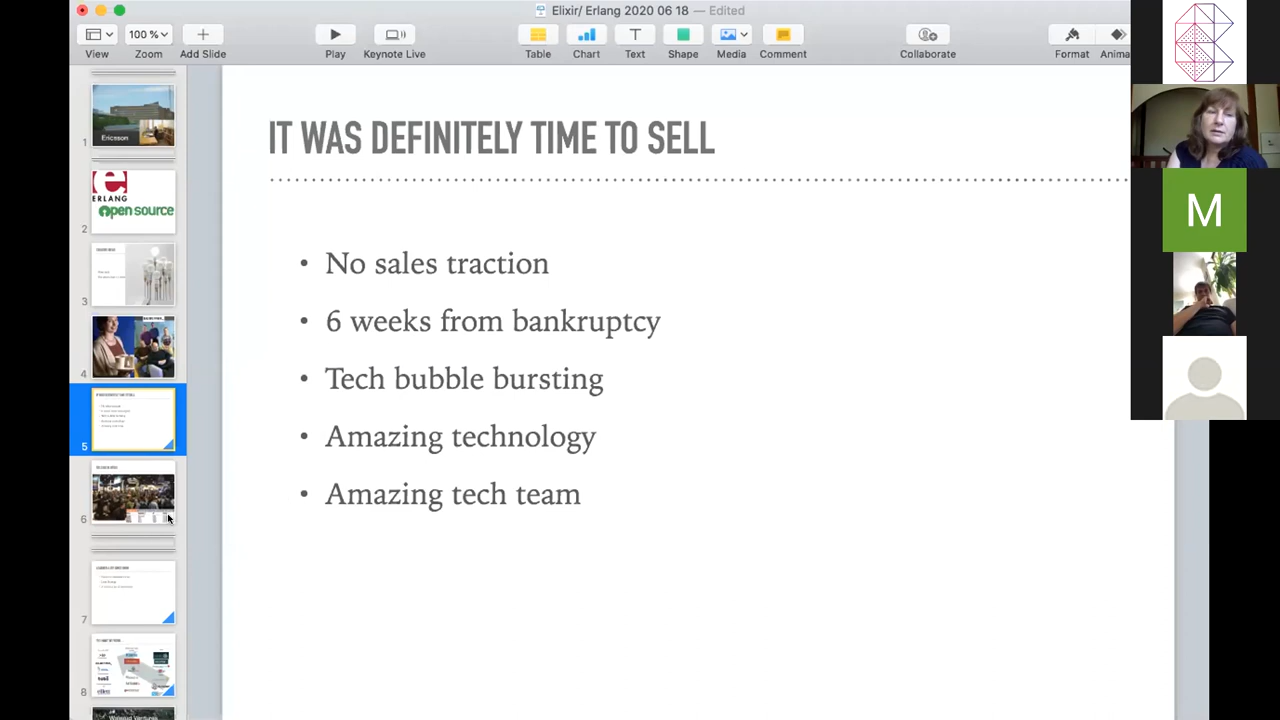 Elixir/ Erlang 2020 06 18 — Edited
100 %
View
Zoom
Add Slide
Play
Keynote Live
Table
Chart
Text
Shape
Media
Comment
Collaborate
Format
Anima
Ericsson
1
ERLANG
open source
2
3
4
5
6
7
8
IT WAS DEFINITELY TIME TO SELL
• No sales traction
• 6 weeks from bankruptcy
• Tech bubble bursting
• Amazing technology
• Amazing tech team
M